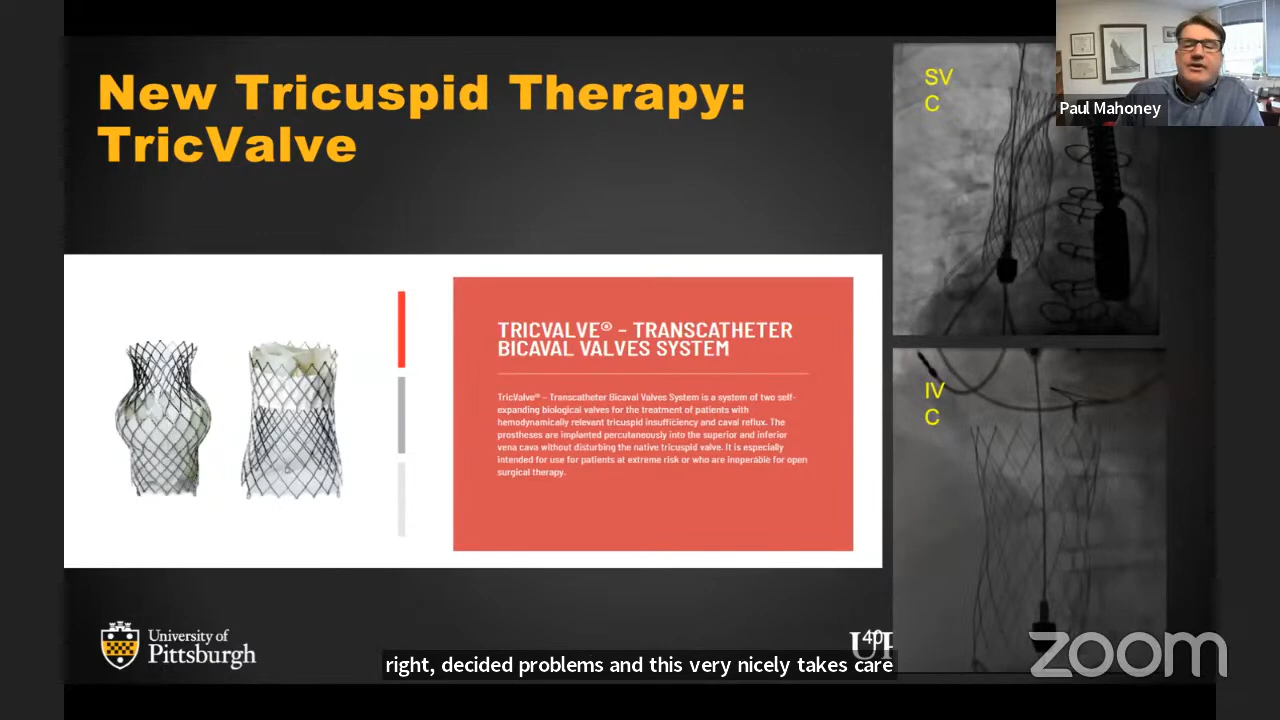 New Tricuspid Therapy:
TricValve
SV
C
Paul Mahoney
TRICVALVE® – TRANSCATHETER
BICAVAL VALVES SYSTEM
TricValve® – Transcatheter Bicaval Valves System is a system of two self-
expanding biological valves for the treatment of patients with
hemodynamically relevant tricuspid insufficiency and caval reflux. The
prostheses are implanted percutaneously into the superior and inferior
vena cava without disturbing the native tricuspid valve. It is especially
intended for use for patients at extreme risk or who are inoperable for open
surgical therapy.
IV
C
University of
Pittsburgh
40
right, decided problems and this very nicely takes care
zoom